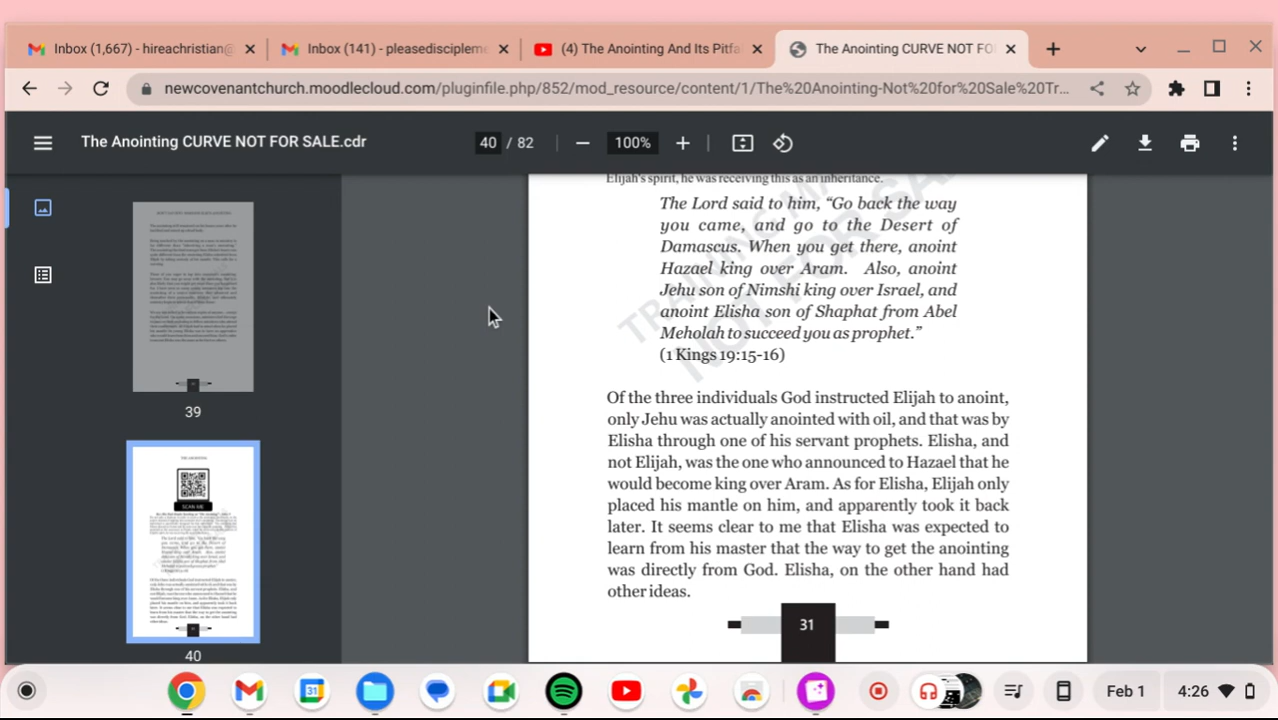 Inbox (1,667) - hireachristian@
Inbox (141) - pleasediscipleme
(4) The Anointing And Its Pitfa
The Anointing CURVE NOT FO
newcovenantchurch.moodlecloud.com/pluginfile.php/852/mod_resource/content/1/The%20Anointing-Not%20for%20Sale%20Tr...
The Anointing CURVE NOT FOR SALE.cdr
40 / 82
100%
39
THE ANOINTING
SCAN ME
40
Elijah's spirit, he was receiving this as an inheritance.
The Lord said to him, “Go back the way
you came, and go to the Desert of
Damascus. When you get there, anoint
Hazael king over Aram. Also, anoint
Jehu son of Nimshi king over Israel, and
anoint Elisha son of Shaphat from Abel
Meholah to succeed you as prophet.”
(1 Kings 19:15-16)
Of the three individuals God instructed Elijah to anoint,
only Jehu was actually anointed with oil, and that was by
Elisha through one of his servant prophets. Elisha, and
not Elijah, was the one who announced to Hazael that he
would become king over Aram. As for Elisha, Elijah only
placed his mantle on him, and apparently took it back
later. It seems clear to me that Elisha was expected to
learn from his master that the way to get the anointing
was directly from God. Elisha, on the other hand had
other ideas.
31
31
Feb 1
4:26